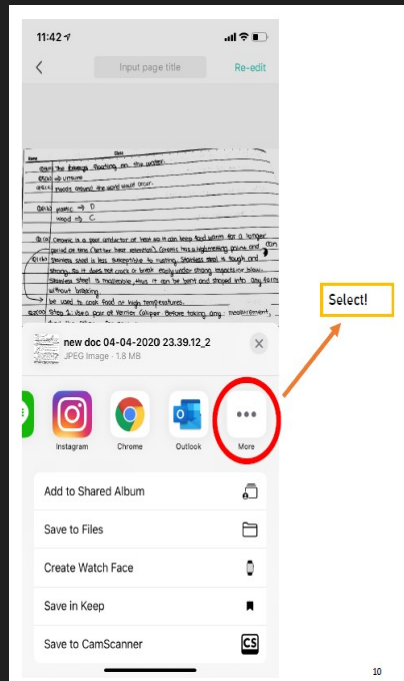 11:42
Input page title
Re-edit
Name
Date
floating on the water.
unsure
Floods around the world would occur.
plastic → D
wood → C
Ceramic is a poor conductor of heat so it can keep food warm for a longer
period of time (better heat retention). Ceramic has a high melting point and can
Stainless steel is less susceptible to rusting. Stainless steel is tough and
strong, so it does not crack or break easily under strong impacts or blow.
Stainless steel is malleable, thus it can be bent and shaped into any form
without breaking.
be used to cook food at high temperatures.
Step 1: Use a pair of Vernier Caliper. Before taking any measurement,
new doc 04-04-2020 23.39.12_2
JPEG Image · 1.8 MB
Instagram
Chrome
Outlook
More
Select!
Add to Shared Album
Save to Files
Create Watch Face
Save in Keep
Save to CamScanner
CS
10